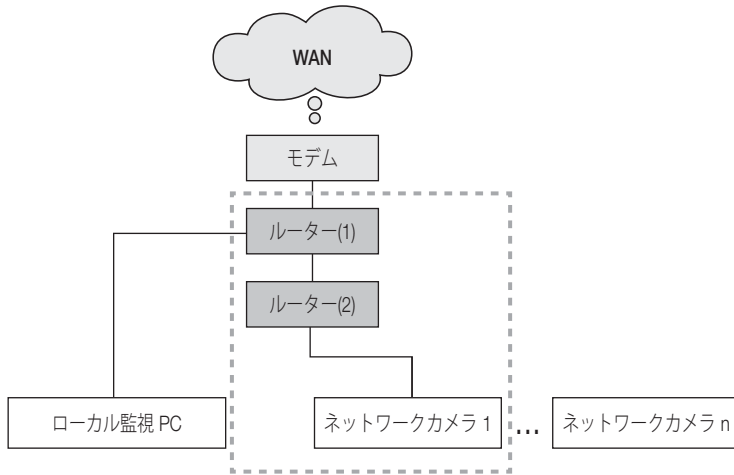 WAN
モデム
ルーター(1)
ルーター(2)
ローカル監視 PC
ネットワークカメラ 1
...
ネットワークカメラ n